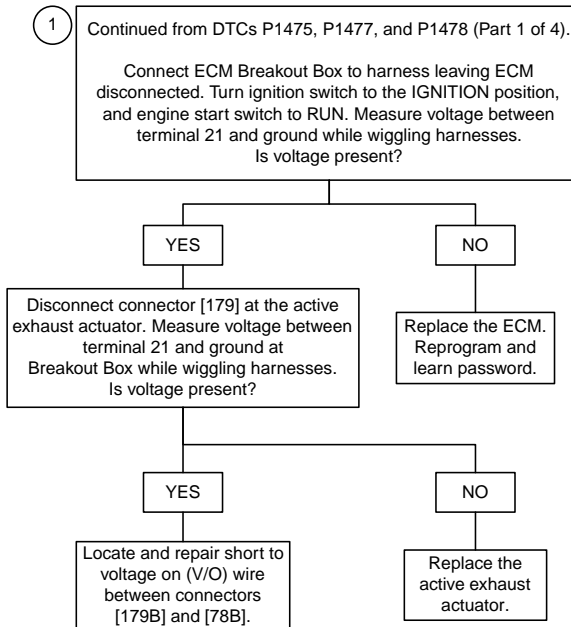 1
Continued from DTCs P1475, P1477, and P1478 (Part 1 of 4).
Connect ECM Breakout Box to harness leaving ECM
disconnected. Turn ignition switch to the IGNITION position,
and engine start switch to RUN. Measure voltage between
terminal 21 and ground while wiggling harnesses.
Is voltage present?
YES
NO
Disconnect connector [179] at the active
exhaust actuator. Measure voltage between
terminal 21 and ground at
Breakout Box while wiggling harnesses.
Is voltage present?
Replace the ECM.
Reprogram and
learn password.
YES
NO
Locate and repair short to
voltage on (V/O) wire
between connectors
[179B] and [78B].
Replace the
active exhaust
actuator.